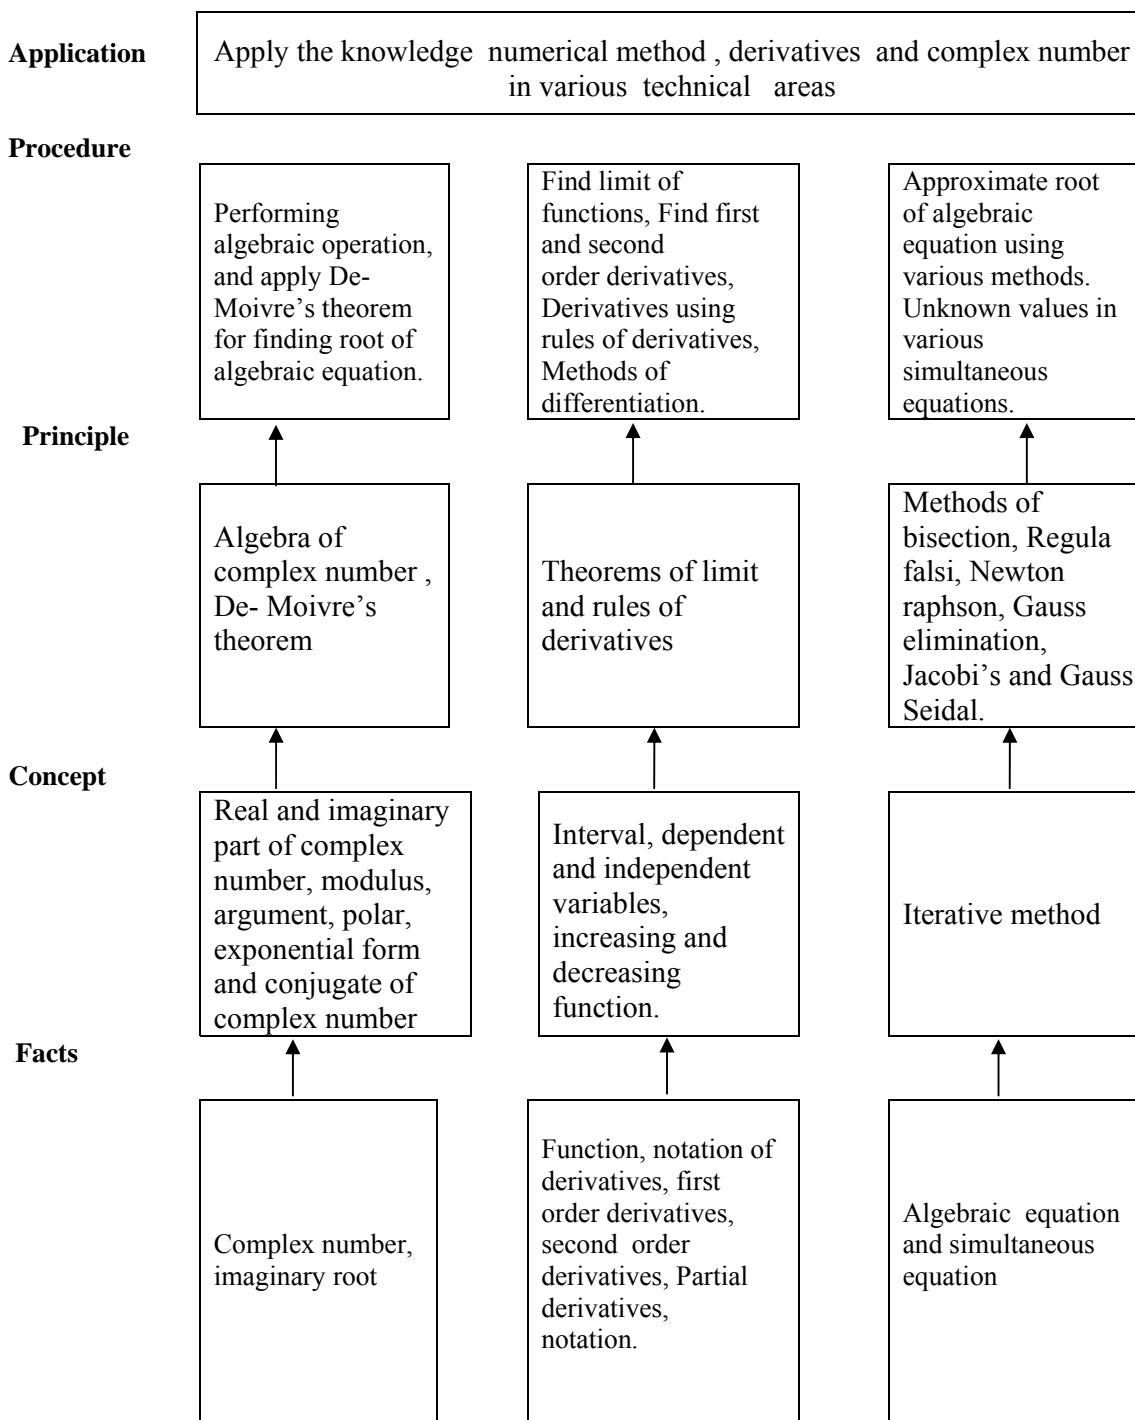 Application
Apply the knowledge numerical method , derivatives and complex number
in various technical areas
Procedure
Performing
algebraic operation,
and apply De-
Moivre’s theorem
for finding root of
algebraic equation.
Find limit of
functions, Find first
and second
order derivatives,
Derivatives using
rules of derivatives,
Methods of
differentiation.
Approximate root
of algebraic
equation using
various methods.
Unknown values in
various
simultaneous
equations.
Principle
Algebra of
complex number ,
De- Moivre’s
theorem
Theorems of limit
and rules of
derivatives
Methods of
bisection, Regula
falsi, Newton
raphson, Gauss
elimination,
Jacobi’s and Gauss
Seidal.
Concept
Real and imaginary
part of complex
number, modulus,
argument, polar,
exponential form
and conjugate of
complex number
Interval, dependent
and independent
variables,
increasing and
decreasing
function.
Iterative method
Facts
Complex number,
imaginary root
Function, notation of
derivatives, first
order derivatives,
second order
derivatives, Partial
derivatives,
notation.
Algebraic equation
and simultaneous
equation